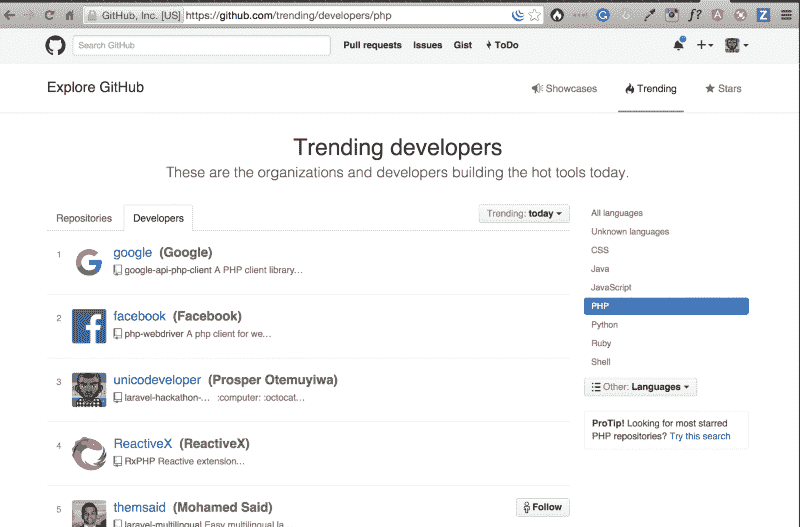 GitHub, Inc. [US] https://github.com/trending/developers/php
Search GitHub Pull requests Issues Gist ToDo
Explore GitHub Showcases Trending Stars
Trending developers
These are the organizations and developers building the hot tools today.
Repositories Developers Trending: today
1 google (Google)
google-api-php-client A PHP client library…
2 facebook (Facebook)
php-webdriver A php client for we…
3 unicodeveloper (Prosper Otemuyiwa)
laravel-hackathon-… :computer: :octocat…
4 ReactiveX (ReactiveX)
RxPHP Reactive extension…
5 themsaid (Mohamed Said) Follow
laravel-multilingual Easy multilingual la
All languages
Unknown languages
CSS
Java
JavaScript
PHP
Python
Ruby
Shell
Other: Languages
ProTip! Looking for most starred
PHP repositories? Try this search